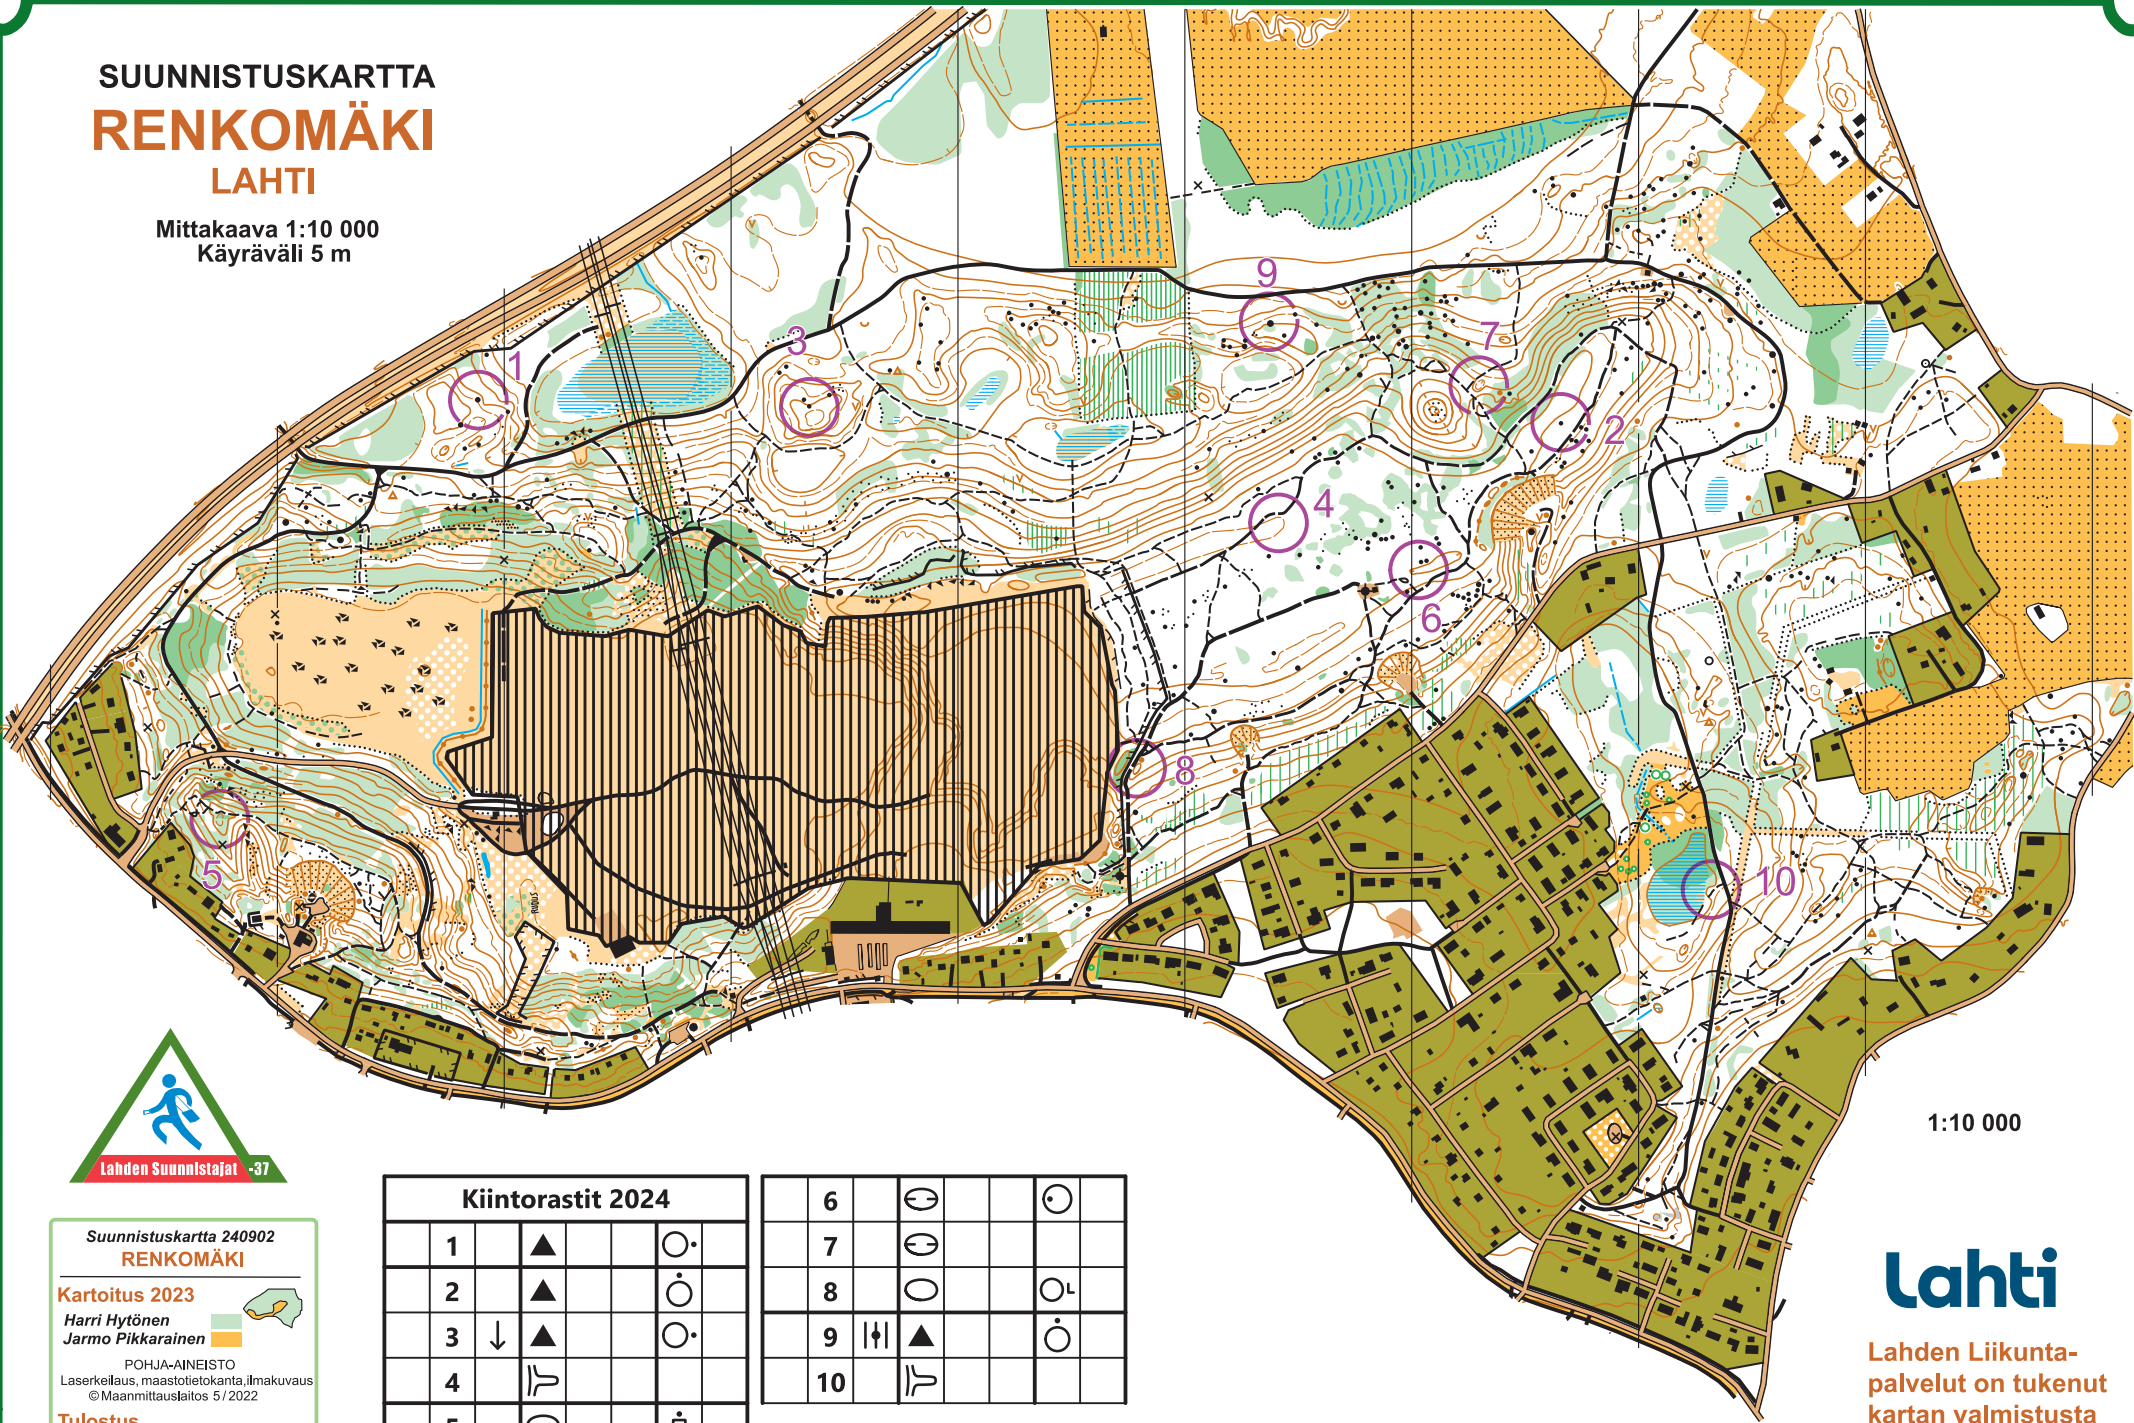 SUUNNISTUSKARTTA
RENKOMÄKI
LAHTI
Mittakaava 1:10 000
Käyräväli 5 m
1
3
9
7
2
4
6
8
5
10
1:10 000
Lahden Suunnistajat -37
Suunnistuskartta 240902
RENKOMÄKI
Kartoitus 2023
Harri Hytönen
Jarmo Pikkarainen
POHJA-AINEISTO
Laserkeilaus, maastotietokanta,ilmakuvaus
© Maanmittauslaitos 5 / 2022
Tulostus
Kiintorastit 2024
1
2
3
4
5
6
7
8
9
10
Lahti
Lahden Liikunta-
palvelut on tukenut
kartan valmistusta